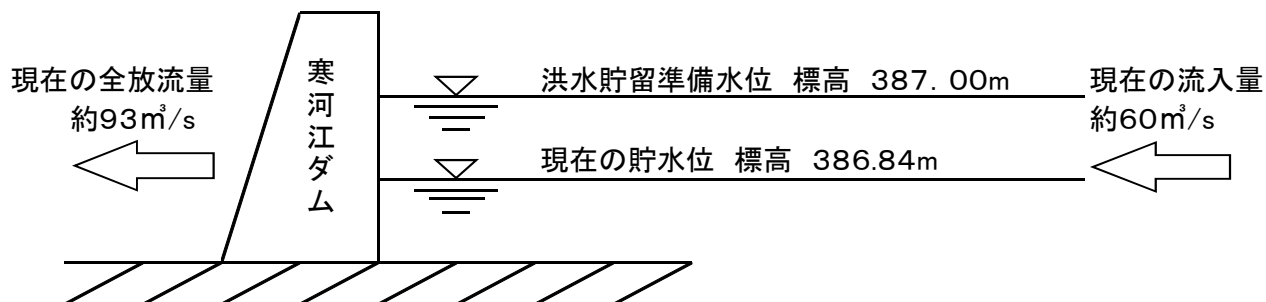 現在の全放流量
約93㎥/s
寒河江ダム
洪水貯留準備水位 標高 387.00m
現在の貯水位 標高 386.84m
現在の流入量
約60㎥/s